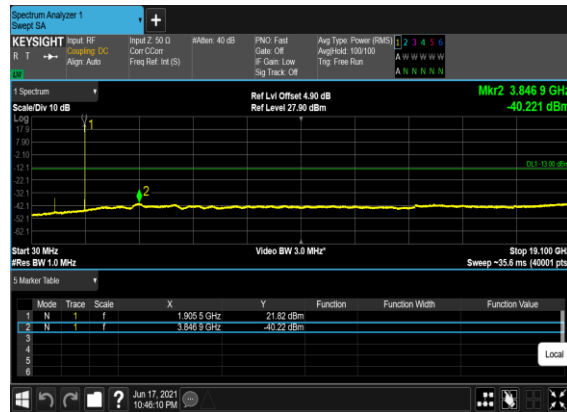 Spectrum Analyzer 1
Swept SA
+
KEYSIGHT Input: RF Input Z: 50 Ω #Atten: 40 dB PNO: Fast Avg Type: Power (RMS) 1 2 3 4 5 6
R T Coupling: DC Corr CCorr Gate: Off Avg|Hold: 100/100 A W W W W W
Align: Auto Freq Ref: Int (S) IF Gain: Low Trig: Free Run
Sig Track: Off A N N N N N
1 Spectrum Ref Lvl Offset 4.90 dB Mkr2 3.846 9 GHz
Scale/Div 10 dB Ref Level 27.90 dBm -40.221 dBm
Log
17.9
1
7.90
-2.10
-12.1 DL1 -13.00 dBm
-22.1
-32.1
2
-42.1
-52.1
-62.1
Start 30 MHz Video BW 3.0 MHz* Stop 19.100 GHz
#Res BW 1.0 MHz Sweep ~35.6 ms (40001 pts)
5 Marker Table
Mode Trace Scale X Y Function Function Width Function Value
1 N 1 f 1.905 5 GHz 21.82 dBm
2 N 1 f 3.846 9 GHz -40.22 dBm
3
4
5
6
Local
? Jun 17, 2021
10:46:10 PM